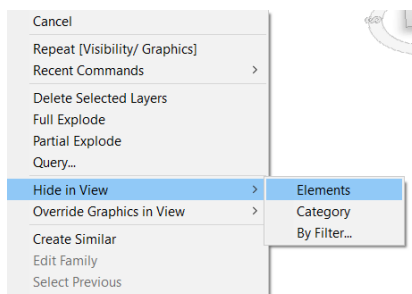 Cancel
Repeat [Visibility/ Graphics]
Recent Commands
Delete Selected Layers
Full Explode
Partial Explode
Query...
Hide in View
Elements
Override Graphics in View
Category
By Filter...
Create Similar
Edit Family
Select Previous